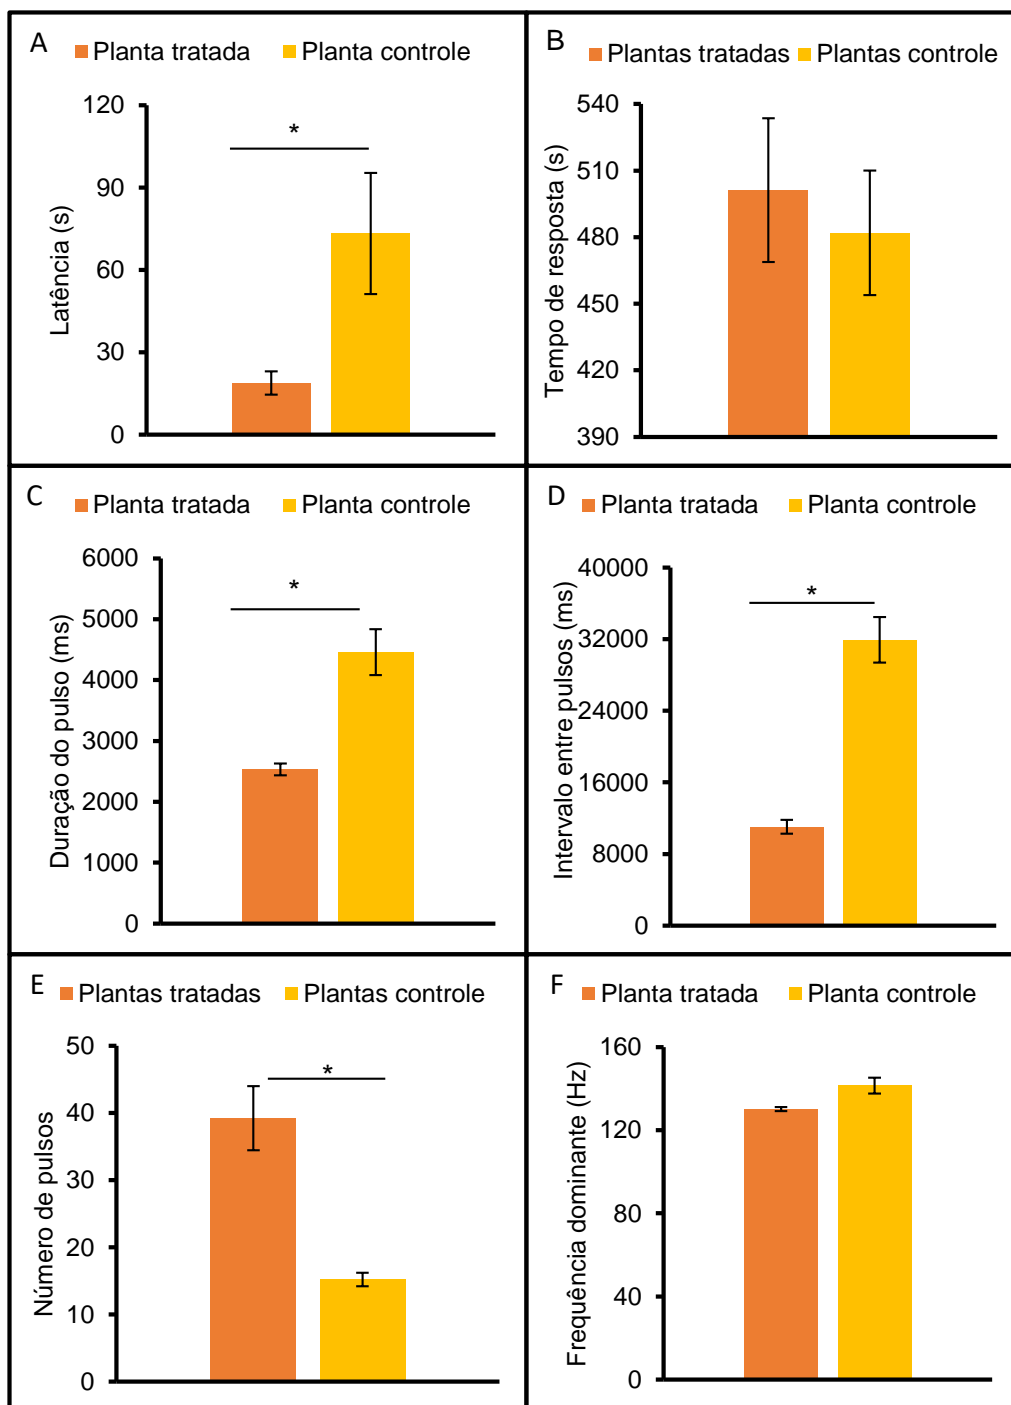 A
Planta tratada Planta controle
Latência (s)
120
90
60
30
0
*
B
Plantas tratadas Plantas controle
Tempo de resposta (s)
540
510
480
450
420
390
C
Planta tratada Planta controle
Duração do pulso (ms)
6000
5000
4000
3000
2000
1000
0
*
D
Planta tratada Planta controle
Intervalo entre pulsos (ms)
40000
32000
24000
16000
8000
0
*
E
Plantas tratadas Plantas controle
Número de pulsos
50
40
30
20
10
0
*
F
Planta tratada Planta controle
Frequência dominante (Hz)
160
120
80
40
0